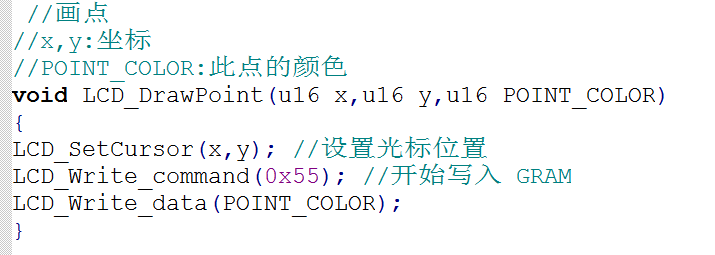 //画点
//x,y:坐标
//POINT_COLOR:此点的颜色
void LCD_DrawPoint(u16 x,u16 y,u16 POINT_COLOR)
{
LCD_SetCursor(x,y); //设置光标位置
LCD_Write_command(0x55); //开始写入 GRAM
LCD_Write_data(POINT_COLOR);
}